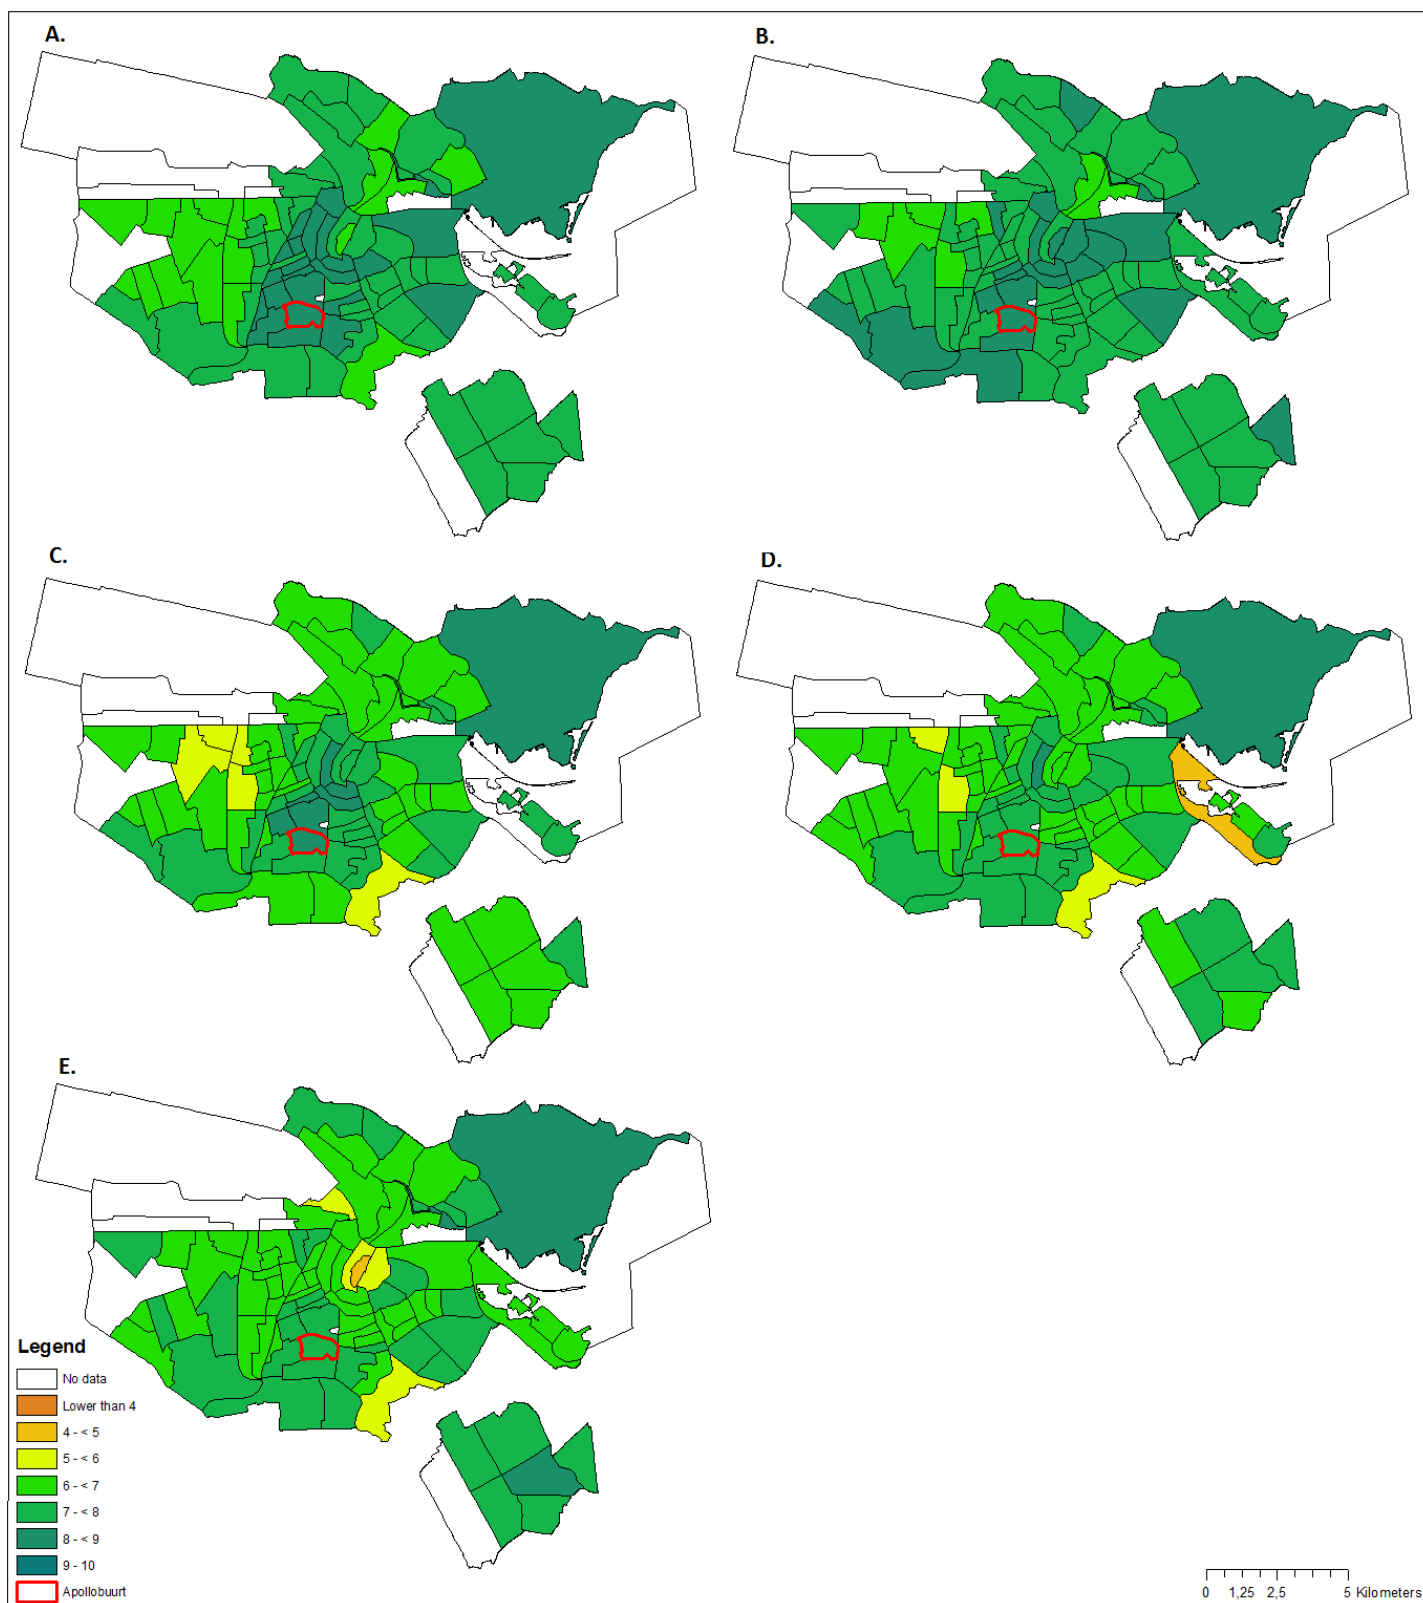 A.
B.
C.
D.
E.
Legend
No data
Lower than 4
4 - < 5
5 - < 6
6 - < 7
7 - < 8
8 - < 9
9 - 10
Apollobuurt
0 1,25 2,5 5 Kilometers